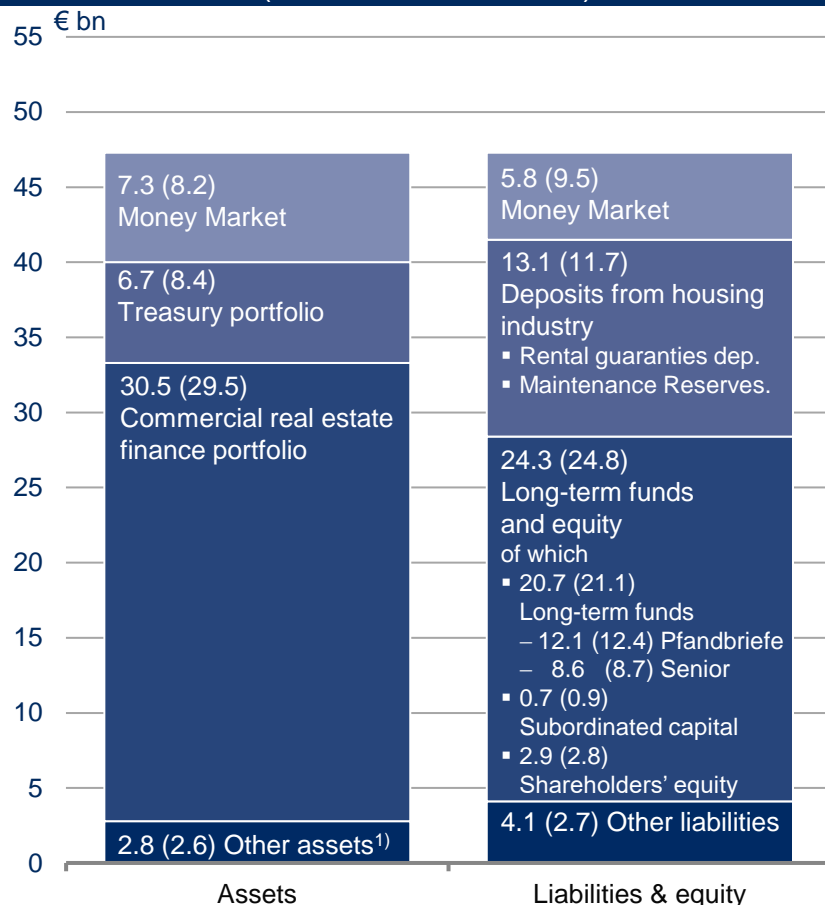 € bn
55
50
45
40
35
30
25
20
15
10
5
0
7.3 (8.2)
Money Market
6.7 (8.4)
Treasury portfolio
30.5 (29.5)
Commercial real estate
finance portfolio
2.8 (2.6) Other assets1)
5.8 (9.5)
Money Market
13.1 (11.7)
Deposits from housing
industry
▪ Rental guaranties dep.
▪ Maintenance Reserves.
24.3 (24.8)
Long-term funds
and equity
of which
▪ 20.7 (21.1)
Long-term funds
– 12.1 (12.4) Pfandbriefe
– 8.6 (8.7) Senior
▪ 0.7 (0.9)
Subordinated capital
▪ 2.9 (2.8)
Shareholders' equity
4.1 (2.7) Other liabilities
Assets
Liabilities & equity